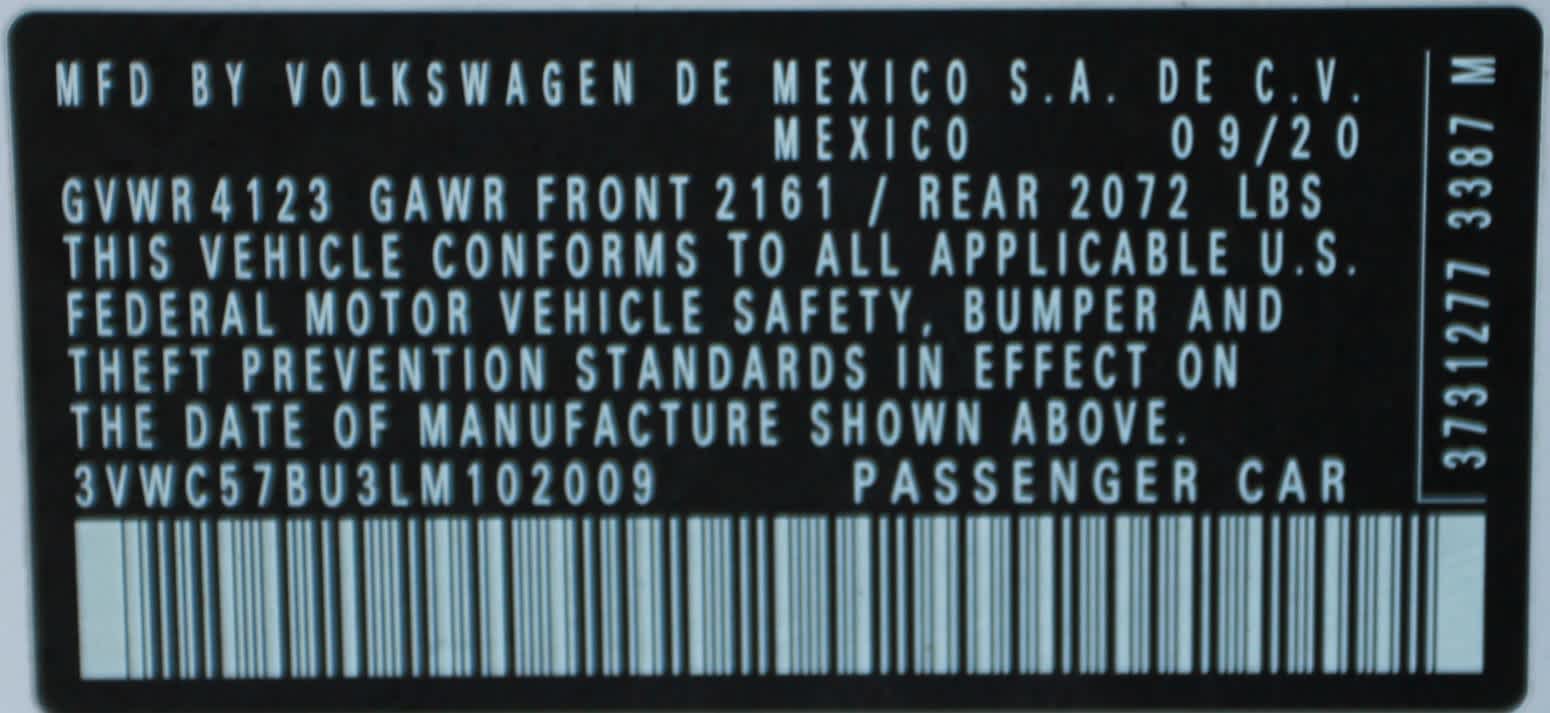 MFD BY VOLKSWAGEN DE MEXICO S.A. DE C.V.
MEXICO 09/20
GVWR 4123 GAWR FRONT 2161 / REAR 2072 LBS
THIS VEHICLE CONFORMS TO ALL APPLICABLE U.S.
FEDERAL MOTOR VEHICLE SAFETY, BUMPER AND
THEFT PREVENTION STANDARDS IN EFFECT ON
THE DATE OF MANUFACTURE SHOWN ABOVE.
3VWC57BU3LM102009 PASSENGER CAR
3731277 3387 M